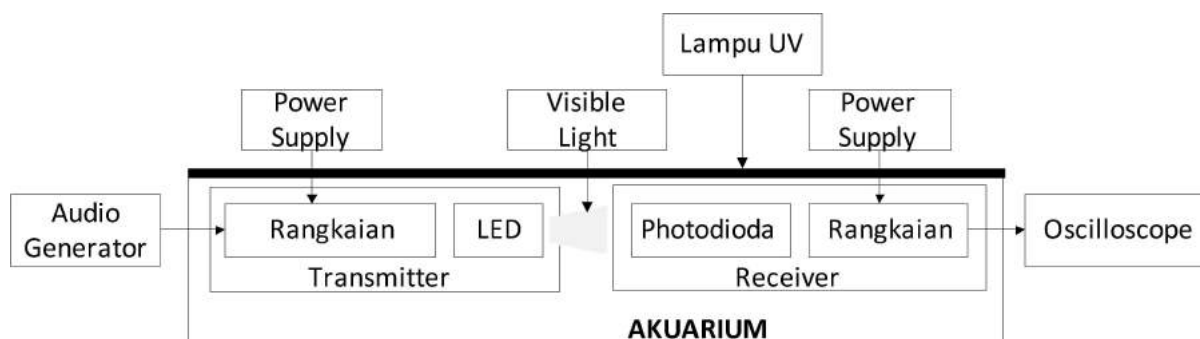 Lampu UV
Power
Supply
Visible
Light
Power
Supply
Audio
Generator
Rangkaian
LED
Transmitter
Photodioda
Rangkaian
Receiver
Oscilloscope
AKUARIUM